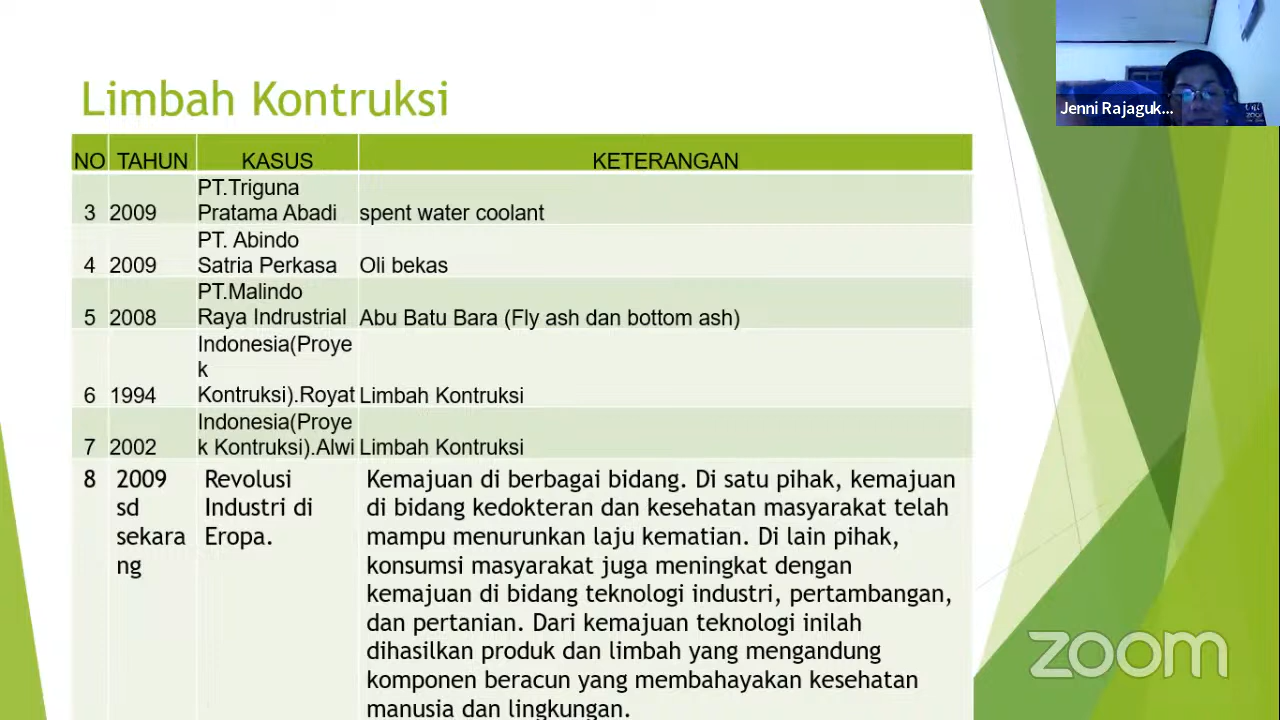 Limbah Kontruksi
Jenni Rajaguk...
NO TAHUN KASUS KETERANGAN
PT.Triguna
3 2009 Pratama Abadi spent water coolant
PT. Abindo
4 2009 Satria Perkasa Oli bekas
PT.Malindo
5 2008 Raya Indrustrial Abu Batu Bara (Fly ash dan bottom ash)
Indonesia(Proye
k
6 1994 Kontruksi).Royat Limbah Kontruksi
Indonesia(Proye
7 2002 k Kontruksi).Alwi Limbah Kontruksi
8 2009 Revolusi Kemajuan di berbagai bidang. Di satu pihak, kemajuan
sd Industri di di bidang kedokteran dan kesehatan masyarakat telah
sekara Eropa. mampu menurunkan laju kematian. Di lain pihak,
ng konsumsi masyarakat juga meningkat dengan
kemajuan di bidang teknologi industri, pertambangan,
dan pertanian. Dari kemajuan teknologi inilah
dihasilkan produk dan limbah yang mengandung
komponen beracun yang membahayakan kesehatan
manusia dan lingkungan.
zoom